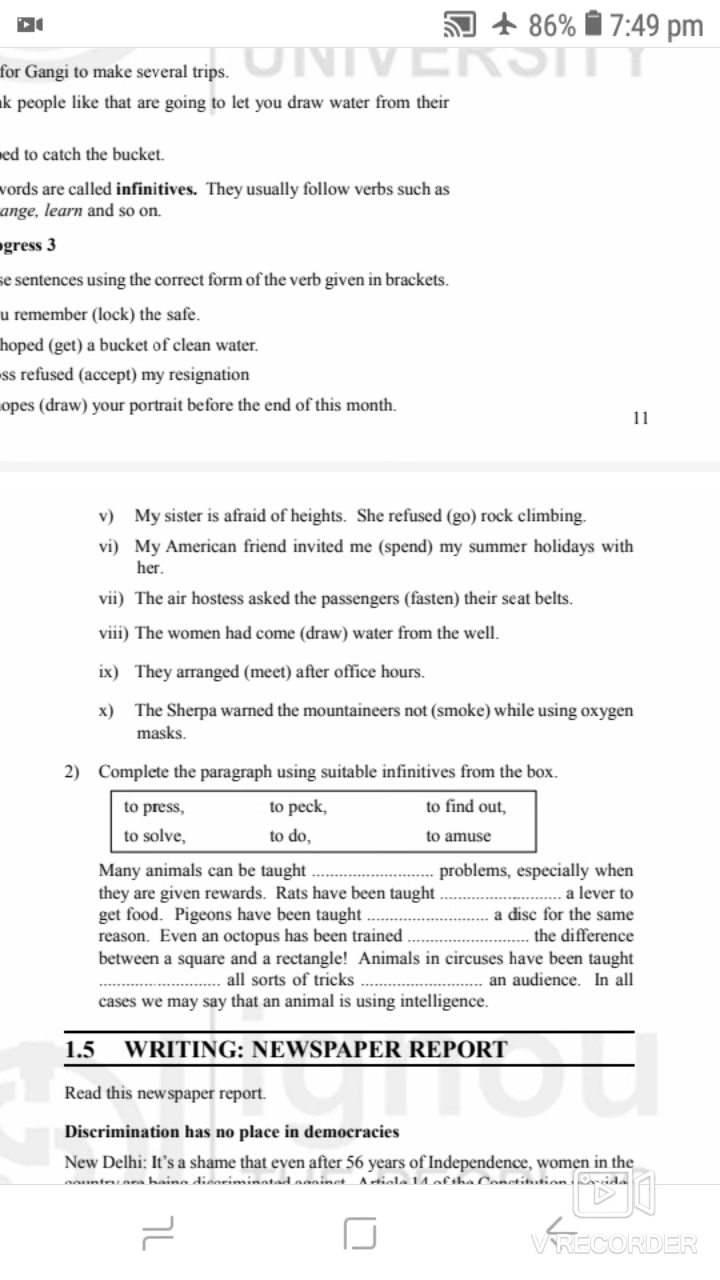 86% 7:49 pm
UNIVERSITY
for Gangi to make several trips.
people like that are going to let you draw water from their
to catch the bucket.
words are called infinitives. They usually follow verbs such as
learn and so on.
3
sentences using the correct form of the verb given in brackets.
remember (lock) the safe.
hoped (get) a bucket of clean water.
refused (accept) my resignation
(draw) your portrait before the end of this month.
11
v) My sister is afraid of heights. She refused (go) rock climbing.
vi) My American friend invited me (spend) my summer holidays with
her.
vii) The air hostess asked the passengers (fasten) their seat belts.
viii) The women had come (draw) water from the well.
ix) They arranged (meet) after office hours.
x) The Sherpa warned the mountaineers not (smoke) while using oxygen
masks.
2) Complete the paragraph using suitable infinitives from the box.
to press, to peck, to find out,
to solve, to do, to amuse
Many animals can be taught ........................ problems, especially when
they are given rewards. Rats have been taught ........................ a lever to
get food. Pigeons have been taught ........................ a disc for the same
reason. Even an octopus has been trained ........................ the difference
between a square and a rectangle! Animals in circuses have been taught
........................ all sorts of tricks ........................ an audience. In all
cases we may say that an animal is using intelligence.
1.5 WRITING: NEWSPAPER REPORT
ignou
Read this newspaper report.
Discrimination has no place in democracies
New Delhi: It's a shame that even after 56 years of Independence, women in the
country are being discriminated against. Article 14 of the Constitution
V RECORDER